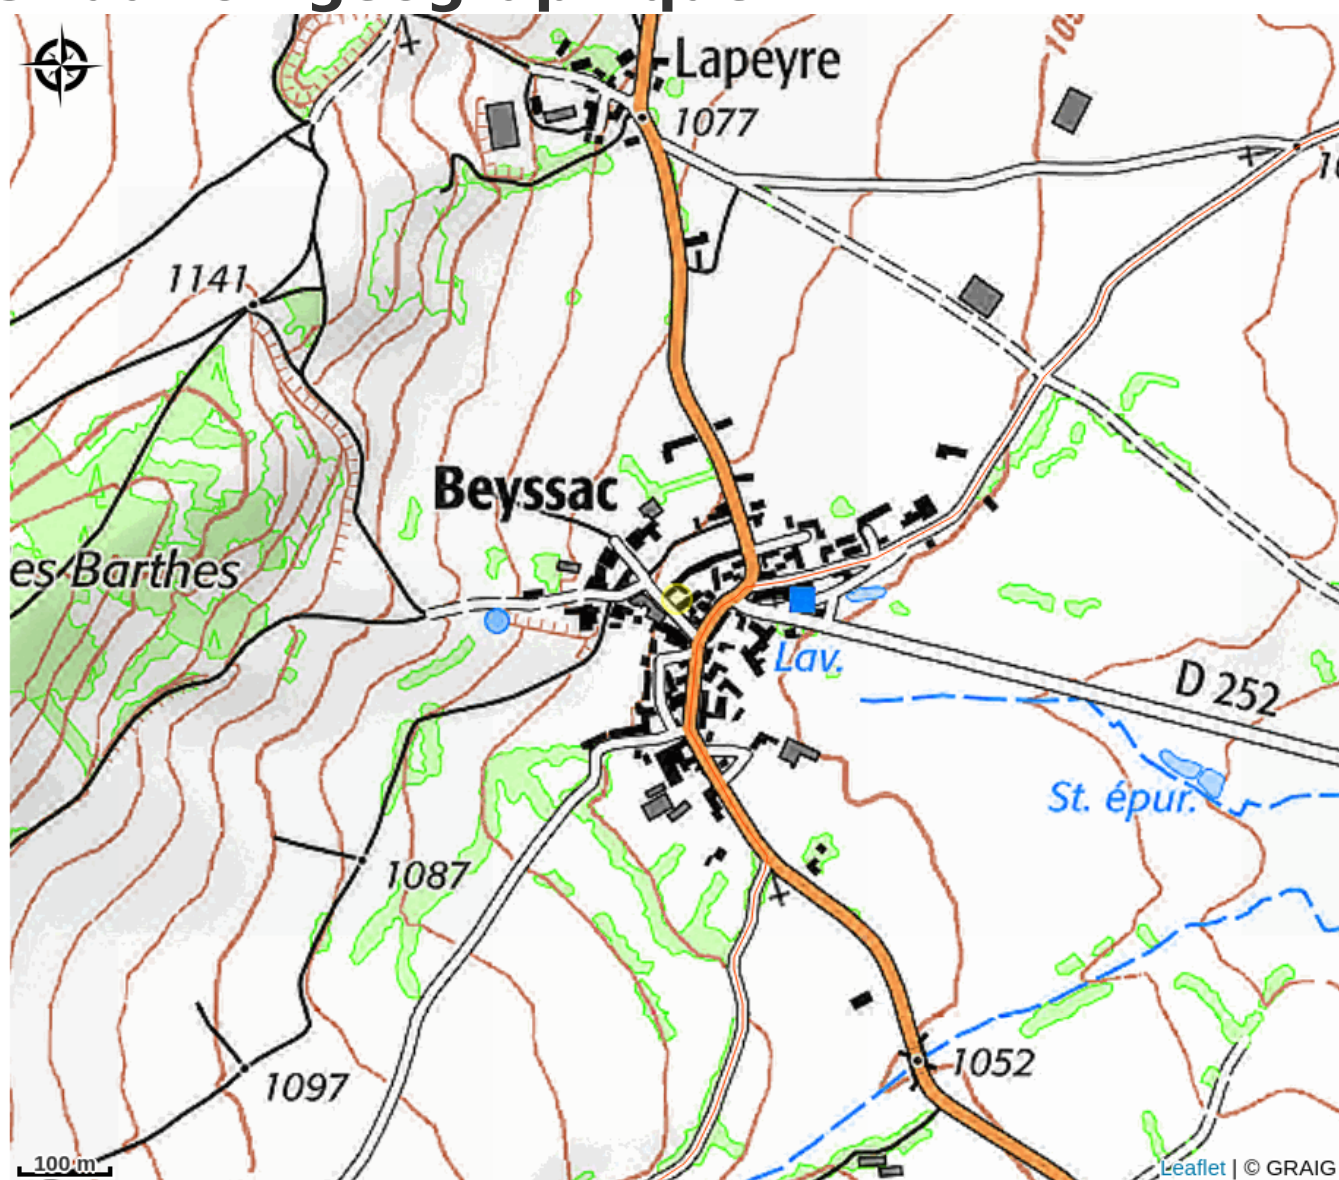 Lapeyre
1077
1141
Beyssac
es Barthes
Lav.
D 252
St. épur.
1087
1052
1097
100 m
Leaflet | © GRAIG